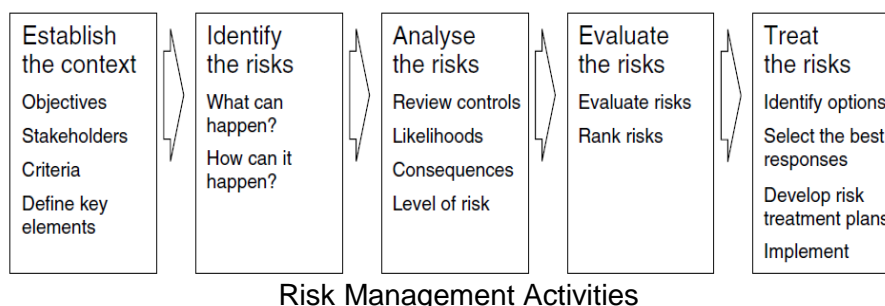 Establish
the context
Objectives
Stakeholders
Criteria
Define key
elements
Identify
the risks
What can
happen?
How can it
happen?
Analyse
the risks
Review controls
Likelihoods
Consequences
Level of risk
Evaluate
the risks
Evaluate risks
Rank risks
Treat
the risks
Identify options
Select the best
responses
Develop risk
treatment plans
Implement
Risk Management Activities